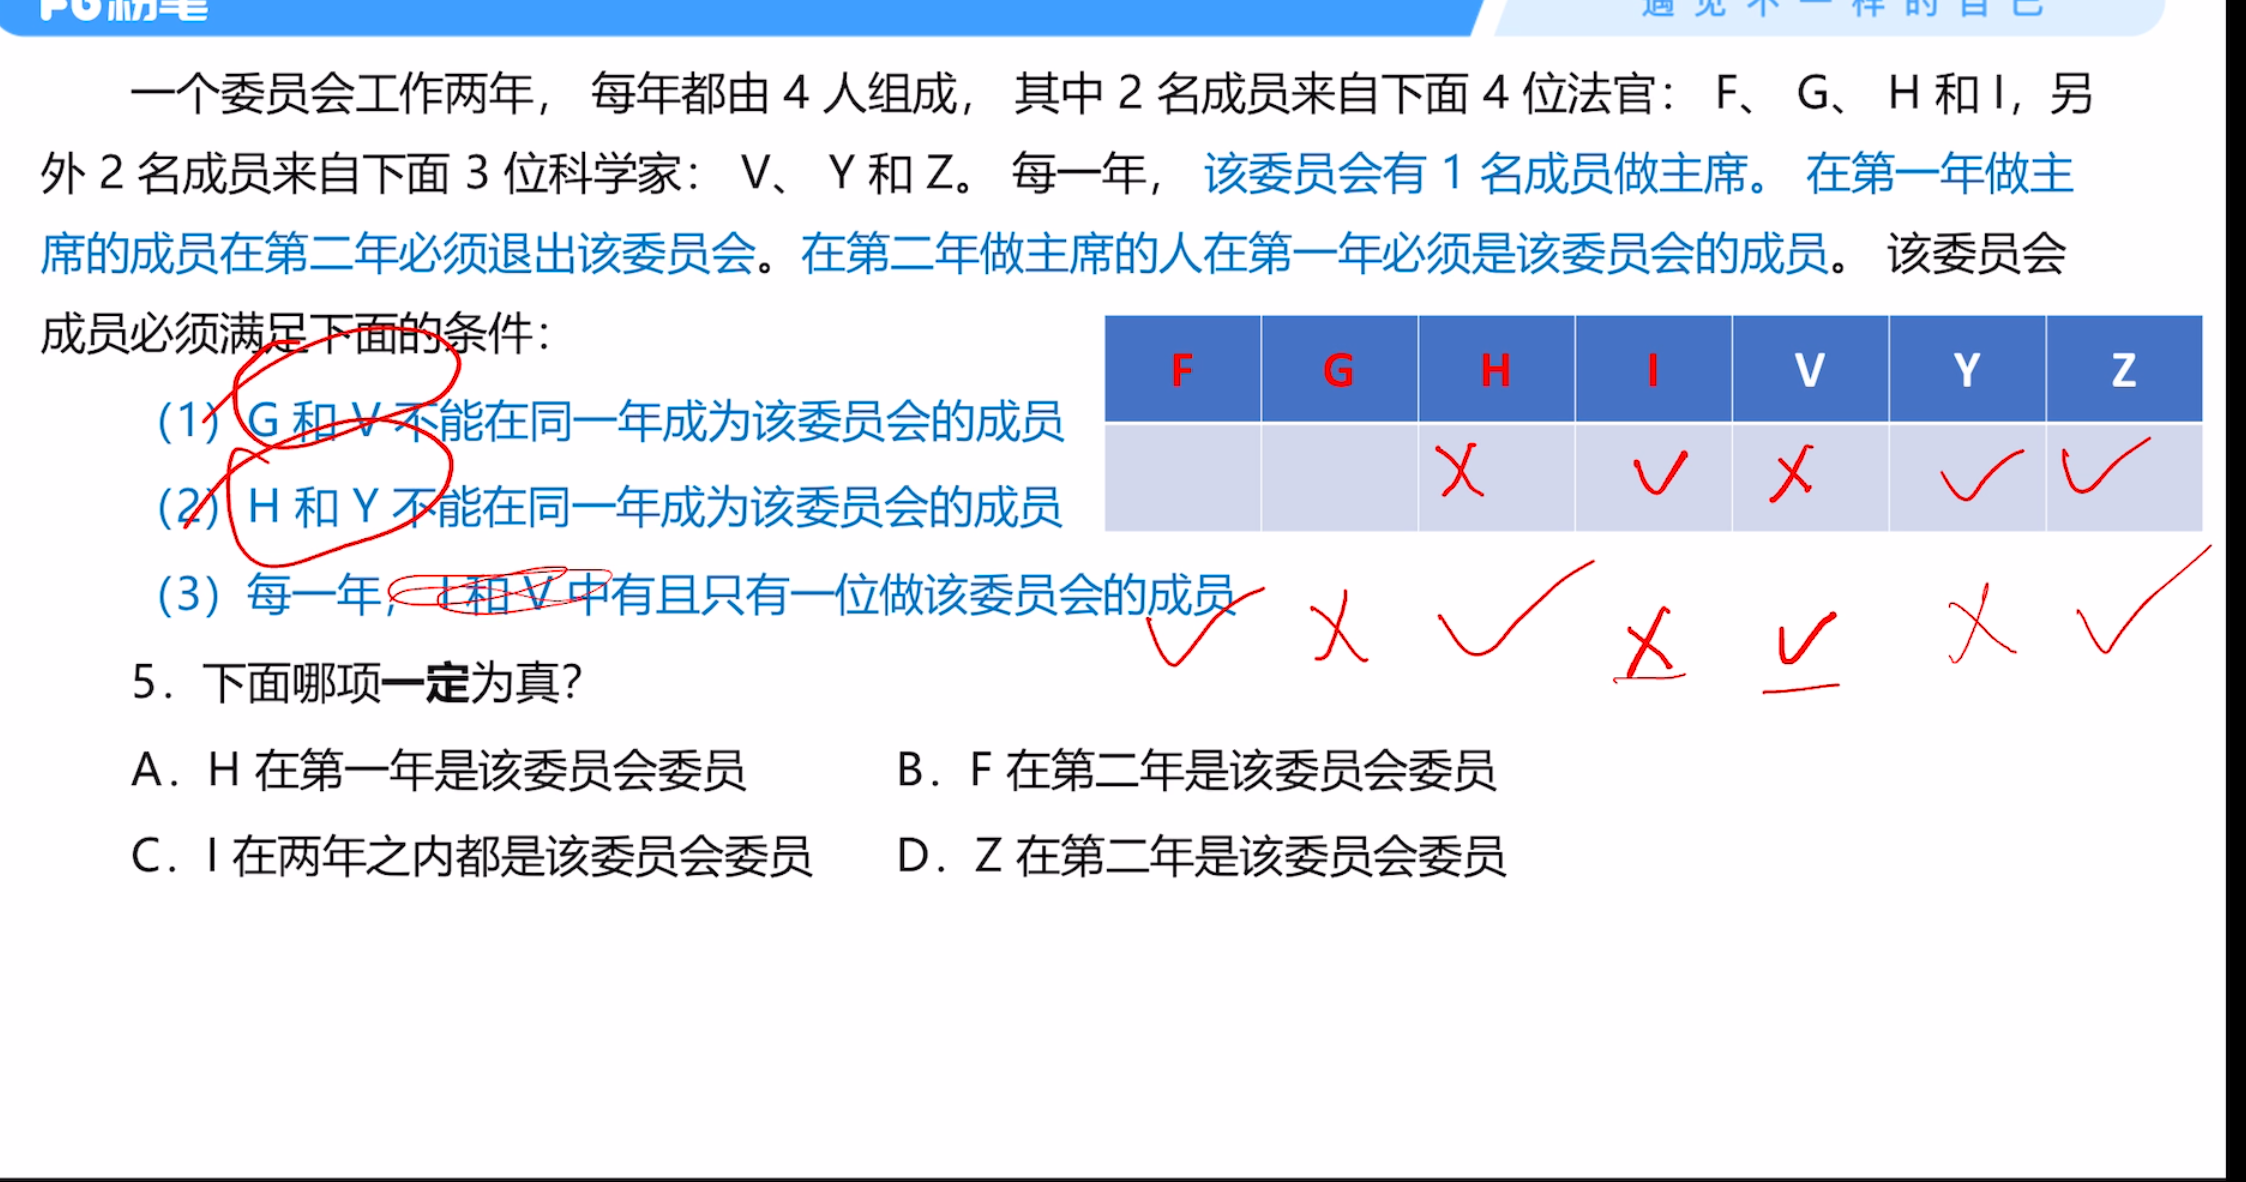 FG粉笔
遇见不一样的自己
一个委员会工作两年， 每年都由 4 人组成， 其中 2 名成员来自下面 4 位法官： F、 G、 H 和 I，另
外 2 名成员来自下面 3 位科学家： V、 Y 和 Z。 每一年， 该委员会有 1 名成员做主席。 在第一年做主
席的成员在第二年必须退出该委员会。在第二年做主席的人在第一年必须是该委员会的成员。 该委员会
成员必须满足下面的条件：
（1）G 和 V 不能在同一年成为该委员会的成员
（2）H 和 Y 不能在同一年成为该委员会的成员
（3）每一年，I 和 V 中有且只有一位做该委员会的成员
F G H I V Y Z
5．下面哪项一定为真？
A．H 在第一年是该委员会委员 B．F 在第二年是该委员会委员
C．I 在两年之内都是该委员会委员 D．Z 在第二年是该委员会委员